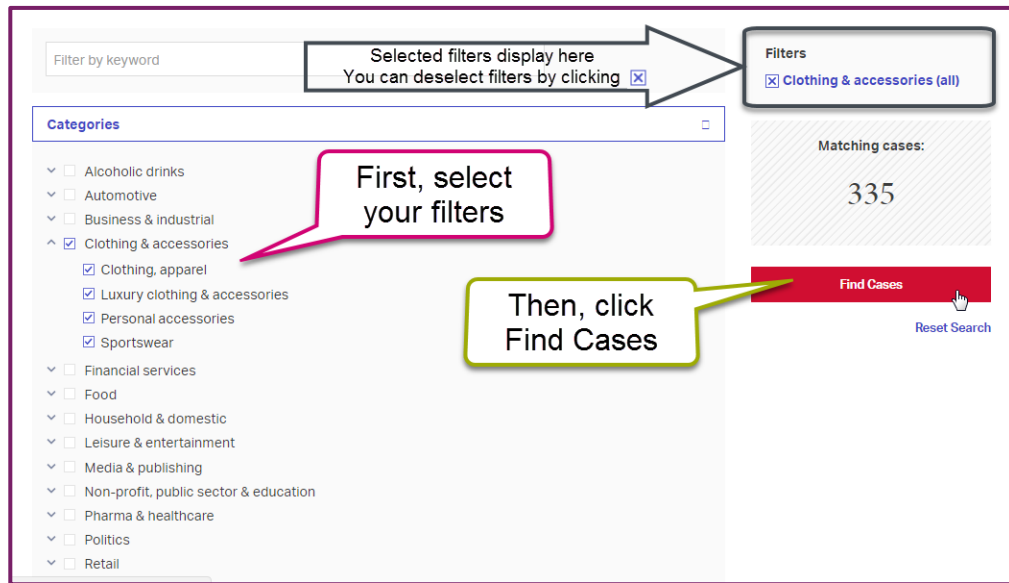 Filter by keyword
Selected filters display here
You can deselect filters by clicking
Filters
Clothing & accessories (all)
Categories
Matching cases:
335
Alcoholic drinks
Automotive
Business & industrial
Clothing & accessories
Clothing, apparel
Luxury clothing & accessories
Personal accessories
Sportswear
Financial services
Food
Household & domestic
Leisure & entertainment
Media & publishing
Non-profit, public sector & education
Pharma & healthcare
Politics
Retail
First, select
your filters
Then, click
Find Cases
Find Cases
Reset Search